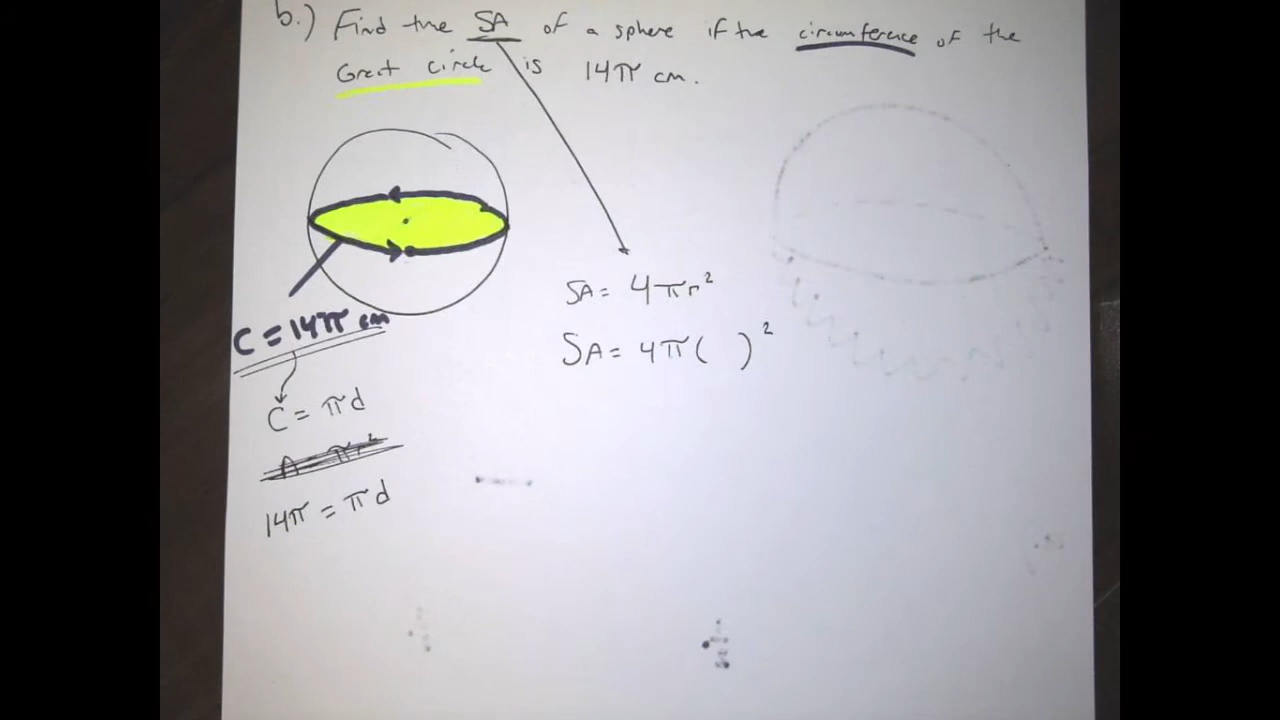 b.) Find the SA of a sphere if the circumference of the
Great circle is 14π cm.
C = 14π cm
C = πd
A = πr²
14π = πd
SA = 4πr²
SA = 4π( )²